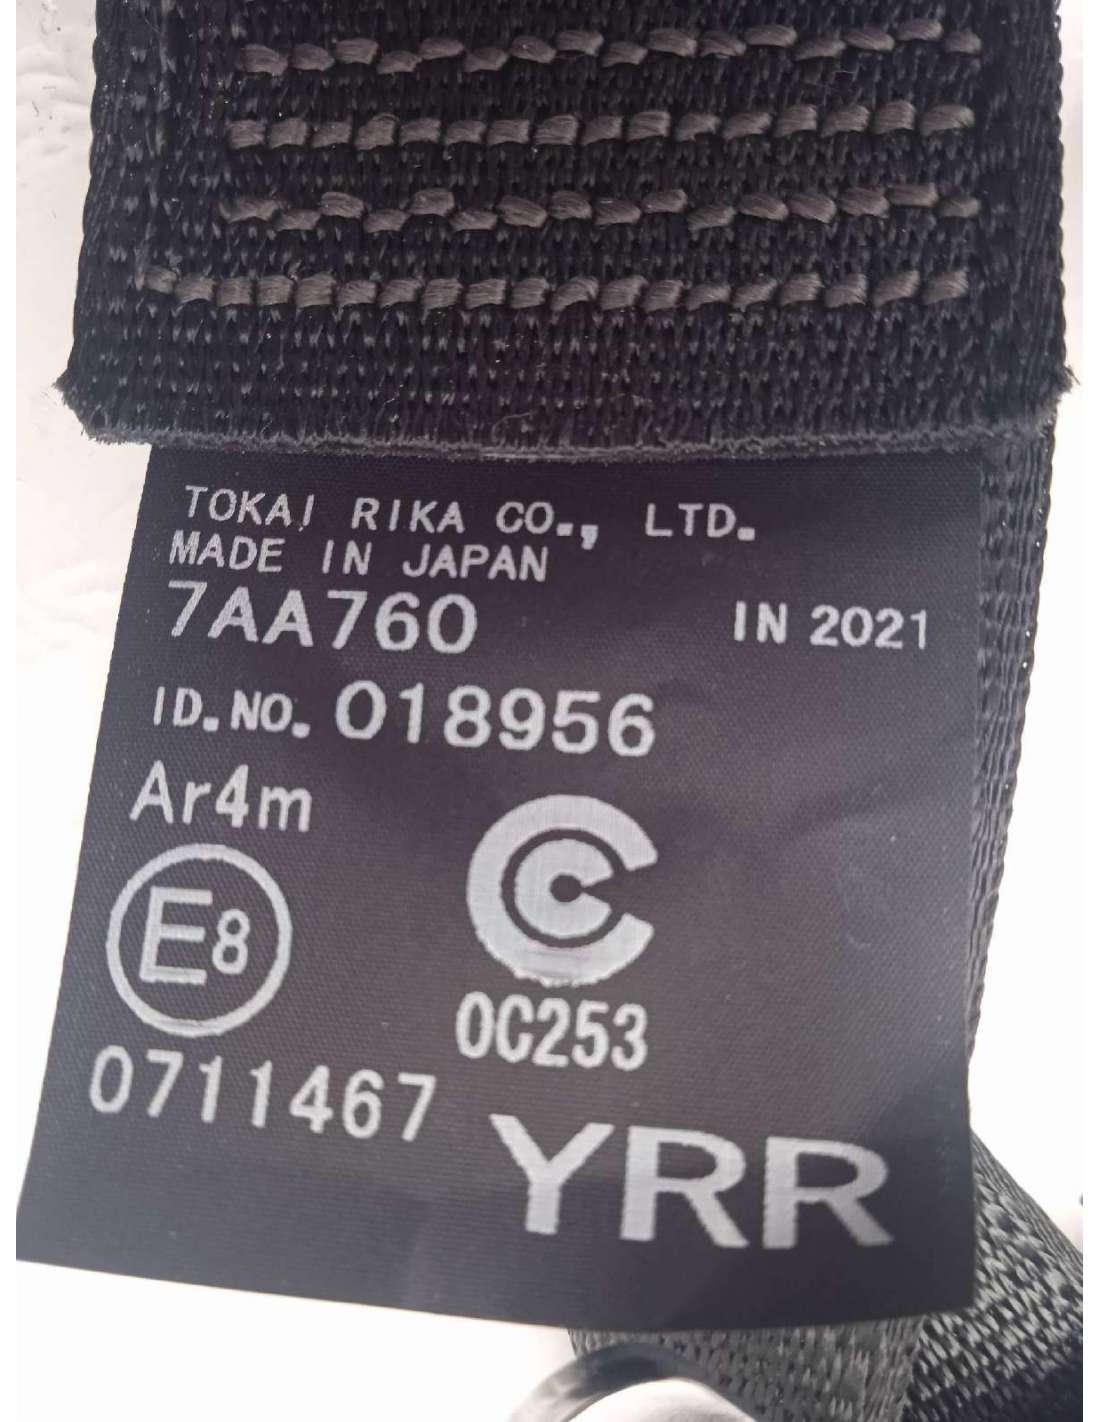 TOKAI RIKA CO., LTD.
MADE IN JAPAN
7AA760 IN 2021
ID.NO. 018956
Ar4m
E8
0C253
0711467
YRR